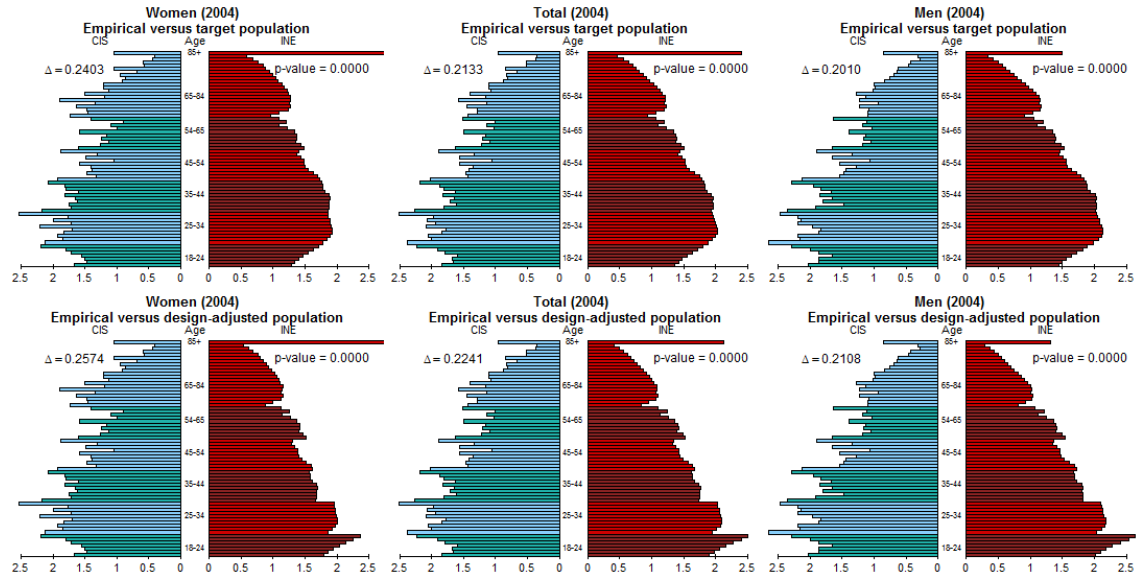 Women (2004)
Empirical versus target population
CIS Age INE
Δ = 0.2403
p-value = 0.0000
85+
65-84
54-65
45-54
35-44
25-34
18-24
2.5 2 1.5 1 0.5 0 0 0.5 1 1.5 2 2.5
Total (2004)
Empirical versus target population
CIS Age INE
Δ = 0.2133
p-value = 0.0000
85+
65-84
54-65
45-54
35-44
25-34
18-24
2.5 2 1.5 1 0.5 0 0 0.5 1 1.5 2 2.5
Men (2004)
Empirical versus target population
CIS Age INE
Δ = 0.2010
p-value = 0.0000
85+
65-84
54-65
45-54
35-44
25-34
18-24
2.5 2 1.5 1 0.5 0 0 0.5 1 1.5 2 2.5
Women (2004)
Empirical versus design-adjusted population
CIS Age INE
Δ = 0.2574
p-value = 0.0000
85+
65-84
54-65
45-54
35-44
25-34
18-24
2.5 2 1.5 1 0.5 0 0 0.5 1 1.5 2 2.5
Total (2004)
Empirical versus design-adjusted population
CIS Age INE
Δ = 0.2241
p-value = 0.0000
85+
65-84
54-65
45-54
35-44
25-34
18-24
2.5 2 1.5 1 0.5 0 0 0.5 1 1.5 2 2.5
Men (2004)
Empirical versus design-adjusted population
CIS Age INE
Δ = 0.2108
p-value = 0.0000
85+
65-84
54-65
45-54
35-44
25-34
18-24
2.5 2 1.5 1 0.5 0 0 0.5 1 1.5 2 2.5